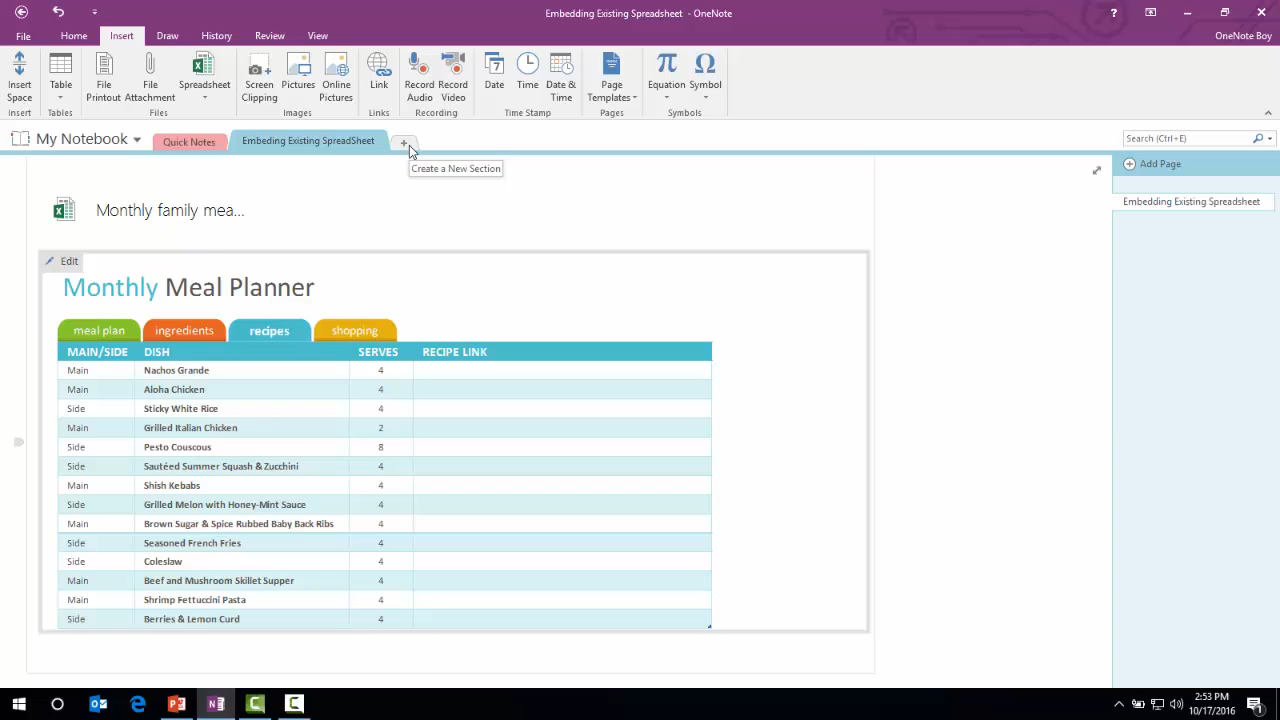 Embedding Existing Spreadsheet - OneNote
?
File Home Insert Draw History Review View OneNote Boy
Insert Space
Table
File Printout
File Attachment
Spreadsheet
Screen Clipping
Pictures
Online Pictures
Link
Record Audio
Record Video
7
Date
Time
Date & Time
Page Templates
π
Equation
Ω
Symbol
Insert Tables Files Images Links Recording Time Stamp Pages Symbols
My Notebook Quick Notes Embeding Existing SpreadSheet + Search (Ctrl+E)
Create a New Section
Add Page
Embedding Existing Spreadsheet
Monthly family mea...
Edit
Monthly Meal Planner
meal plan ingredients recipes shopping
MAIN/SIDE DISH SERVES RECIPE LINK
Main Nachos Grande 4
Main Aloha Chicken 4
Side Sticky White Rice 4
Main Grilled Italian Chicken 2
Side Pesto Couscous 8
Side Sautéed Summer Squash & Zucchini 4
Main Shish Kebabs 4
Side Grilled Melon with Honey-Mint Sauce 4
Main Brown Sugar & Spice Rubbed Baby Back Ribs 4
Side Seasoned French Fries 4
Side Coleslaw 4
Main Beef and Mushroom Skillet Supper 4
Main Shrimp Fettuccini Pasta 4
Side Berries & Lemon Curd 4
2:53 PM
10/17/2016
1